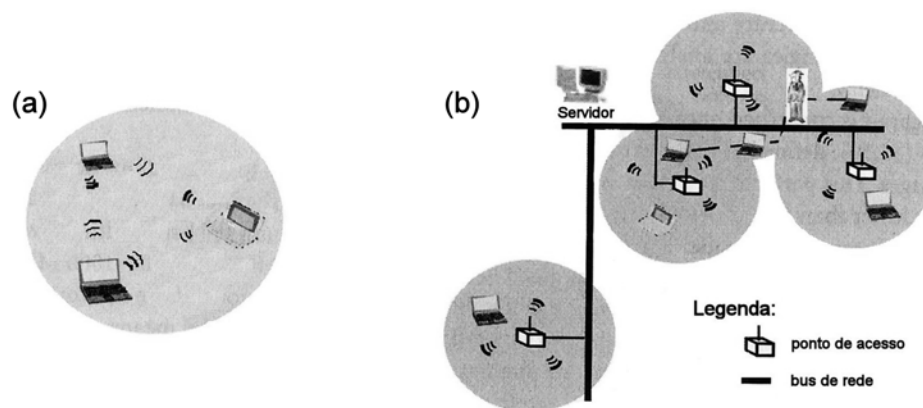 (a)
(b)
Servidor
Legenda:
ponto de acesso
bus de rede